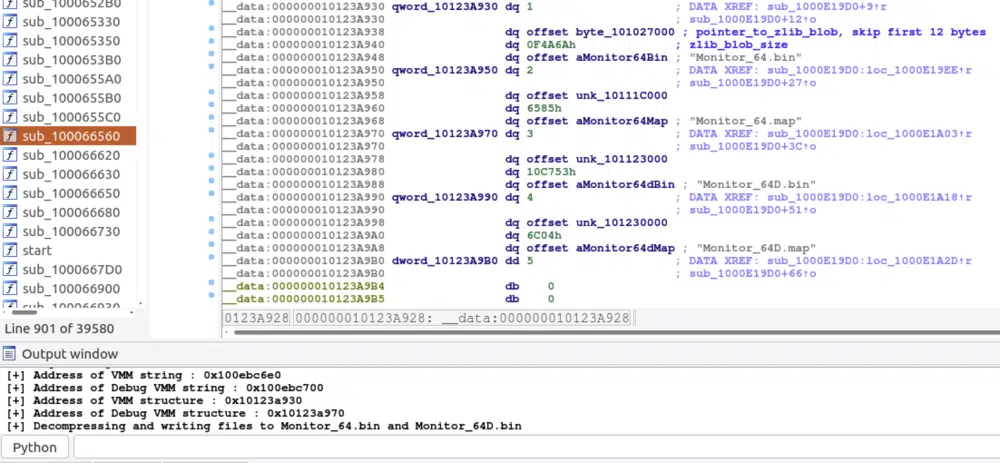 sub_1000652B0
sub_100065330
sub_100065350
sub_1000653B0
sub_1000655A0
sub_1000655B0
sub_1000655C0
sub_100066560
sub_100066620
sub_100066630
sub_100066650
sub_100066680
sub_100066730
start
sub_1000667D0
sub_100066900
sub_100066930
Line 901 of 39580
__data:000000010123A930 qword_10123A930 dq 1 ; DATA XREF: sub_1000E19D0+9↑r
__data:000000010123A930 ; sub_1000E19D0+12↑o
__data:000000010123A938 dq offset byte_101027000 ; pointer_to_zlib_blob, skip first 12 bytes
__data:000000010123A940 dq 0F4A6Ah ; zlib_blob_size
__data:000000010123A948 dq offset aMonitor64Bin ; "Monitor_64.bin"
__data:000000010123A950 qword_10123A950 dq 2 ; DATA XREF: sub_1000E19D0:loc_1000E19EE↑r
__data:000000010123A950 ; sub_1000E19D0+27↑o
__data:000000010123A958 dq offset unk_10111C000
__data:000000010123A960 dq 6585h
__data:000000010123A968 dq offset aMonitor64Map ; "Monitor_64.map"
__data:000000010123A970 qword_10123A970 dq 3 ; DATA XREF: sub_1000E19D0:loc_1000E1A03↑r
__data:000000010123A970 ; sub_1000E19D0+3C↑o
__data:000000010123A978 dq offset unk_101123000
__data:000000010123A980 dq 10C753h
__data:000000010123A988 dq offset aMonitor64dBin ; "Monitor_64D.bin"
__data:000000010123A990 qword_10123A990 dq 4 ; DATA XREF: sub_1000E19D0:loc_1000E1A18↑r
__data:000000010123A990 ; sub_1000E19D0+51↑o
__data:000000010123A998 dq offset unk_101230000
__data:000000010123A9A0 dq 6C04h
__data:000000010123A9A8 dq offset aMonitor64dMap ; "Monitor_64D.map"
__data:000000010123A9B0 dword_10123A9B0 dd 5 ; DATA XREF: sub_1000E19D0:loc_1000E1A2D↑r
__data:000000010123A9B0 ; sub_1000E19D0+66↑o
__data:000000010123A9B4 db 0
__data:000000010123A9B5 db 0
0123A928 000000010123A928: __data:000000010123A928
Output window
[+] Address of VMM string : 0x100ebc6e0
[+] Address of Debug VMM string : 0x100ebc700
[+] Address of VMM structure : 0x10123a930
[+] Address of Debug VMM structure : 0x10123a970
[+] Decompressing and writing files to Monitor_64.bin and Monitor_64D.bin
Python